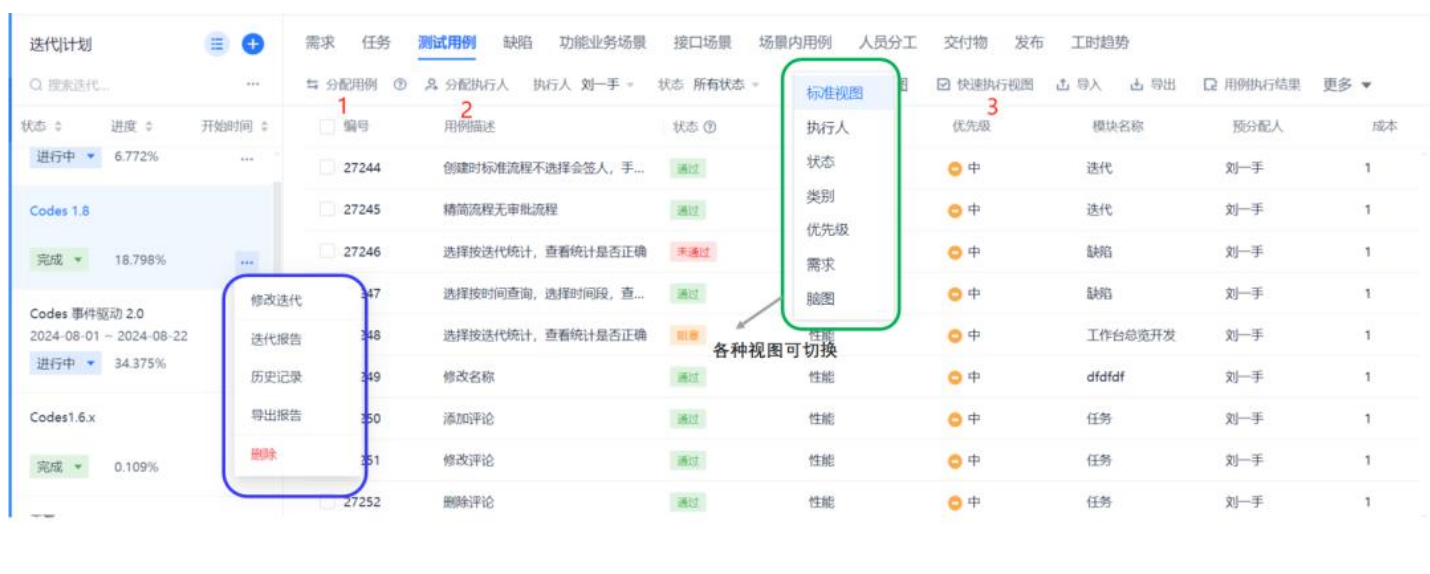 迭代|计划
需求 任务 测试用例 缺陷 功能业务场景 接口场景 场景内用例 人员分工 交付物 发布 工时趋势
搜索迭代... ...
分配用例 分配执行人 执行人 刘一手 状态 所有状态 图 快速执行视图 导入 导出 用例执行结果 更多
1 2 3
状态 进度 开始时间
编号 用例描述 状态 优先级 模块名称 预分配人 成本
进行中 6.772% ...
Codes 1.8
完成 18.798% ...
Codes 事件驱动 2.0
2024-08-01 ~ 2024-08-22
进行中 34.375%
Codes1.6.x
完成 0.109%
修改迭代
迭代报告
历史记录
导出报告
删除
标准视图
执行人
状态
类别
优先级
需求
脑图
各种视图可切换
27244 创建时标准流程不选择会签人，手... 通过 中 迭代 刘一手 1
27245 精简流程无审批流程 通过 中 迭代 刘一手 1
27246 选择按迭代统计，查看统计是否正确 未通过 中 缺陷 刘一手 1
247 选择按时间查询，选择时间段，查... 通过 中 缺陷 刘一手 1
248 选择按迭代统计，查看统计是否正确 阻塞 性能 中 工作台总览开发 刘一手 1
249 修改名称 通过 性能 中 dfdfdf 刘一手 1
250 添加评论 通过 性能 中 任务 刘一手 1
251 修改评论 通过 性能 中 任务 刘一手 1
27252 删除评论 通过 性能 中 任务 刘一手 1